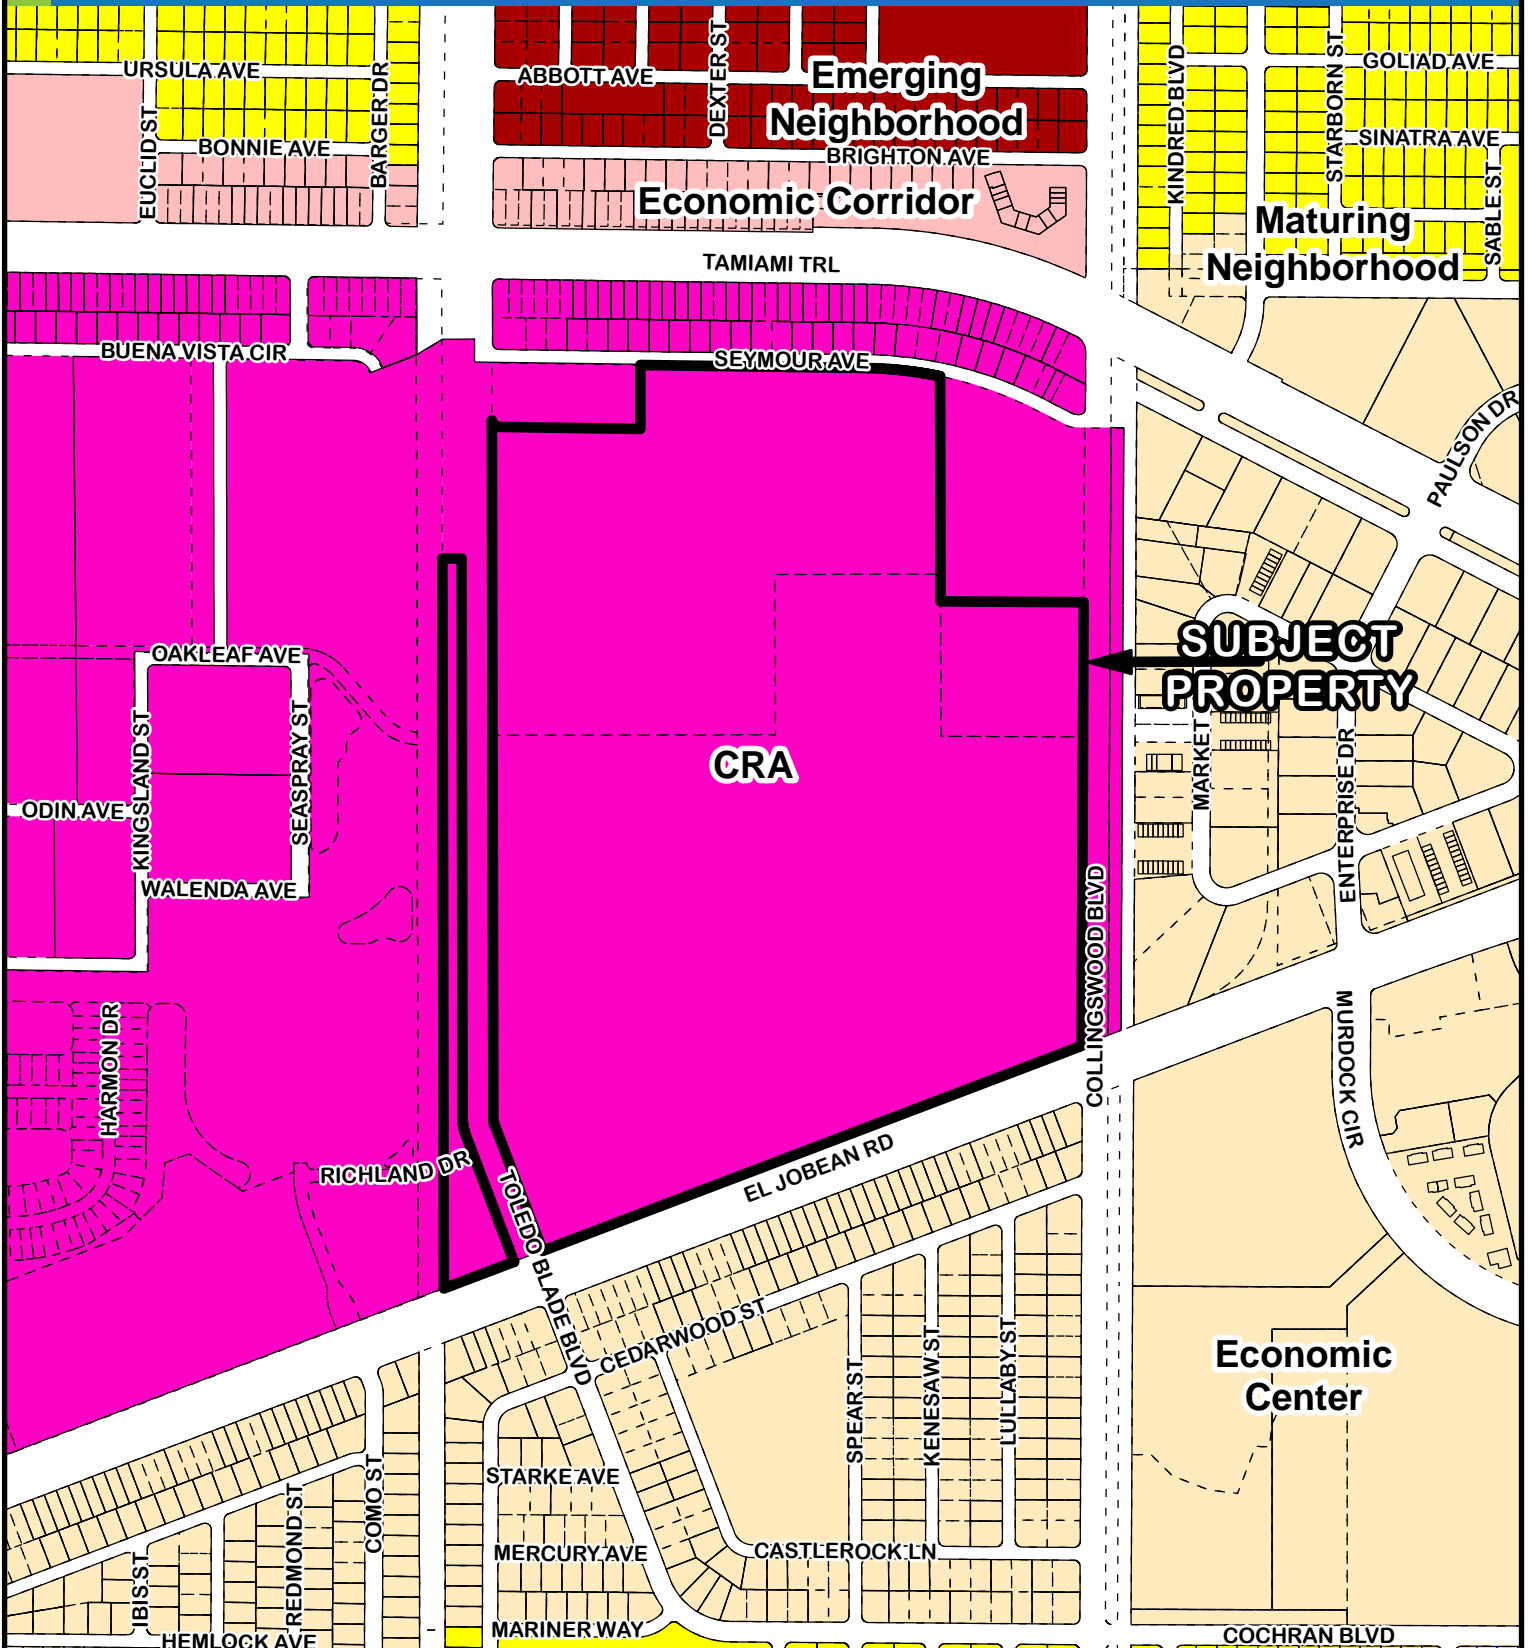 URSULA AVE
BARGER DR
EUCLID ST
BONNIE AVE
ABBOTT AVE
DEXTER ST
Emerging
Neighborhood
BRIGHTON AVE
Economic Corridor
KINDRED BLVD
STARBORN ST
GOLIAD AVE
SINATRA AVE
SABLE ST
Maturing
Neighborhood
TAMIAMI TRL
BUENA VISTA CIR
SEYMOUR AVE
PAULSON DR
OAKLEAF AVE
KINGSLAND ST
SEASPRAY ST
ODIN AVE
WALENDA AVE
CRA
SUBJECT
PROPERTY
MARKET
ENTERPRISE DR
COLLINGSWOOD BLVD
HARMON DR
RICHLAND DR
TOLEDO BLADE BLVD
EL JOBEAN RD
MURDOCK CIR
CEDARWOOD ST
SPEAR ST
KENESAW ST
LULLABY ST
Economic
Center
COMO ST
REDMOND ST
IBIS ST
STARKE AVE
MERCURY AVE
CASTLEROCK LN
MARINER WAY
HEMLOCK AVE
COCHRAN BLVD